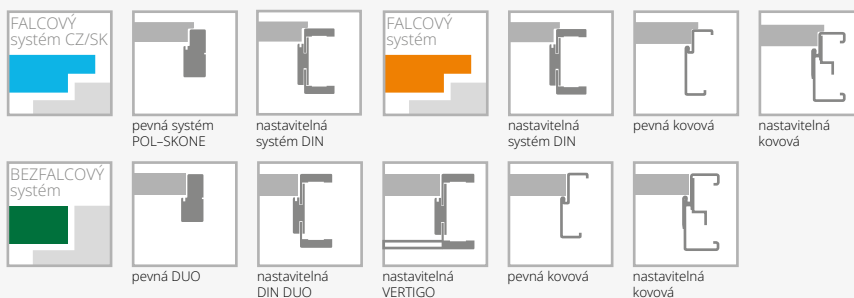 FALCOVÝ
systém CZ/SK
pevná systém
POL–SKONE
nastavitelná
systém DIN
FALCOVÝ
systém
nastavitelná
systém DIN
pevná kovová
nastavitelná
kovová
BEZFALCOVÝ
systém
pevná DUO
nastavitelná
DIN DUO
nastavitelná
VERTIGO
pevná kovová
nastavitelná
kovová